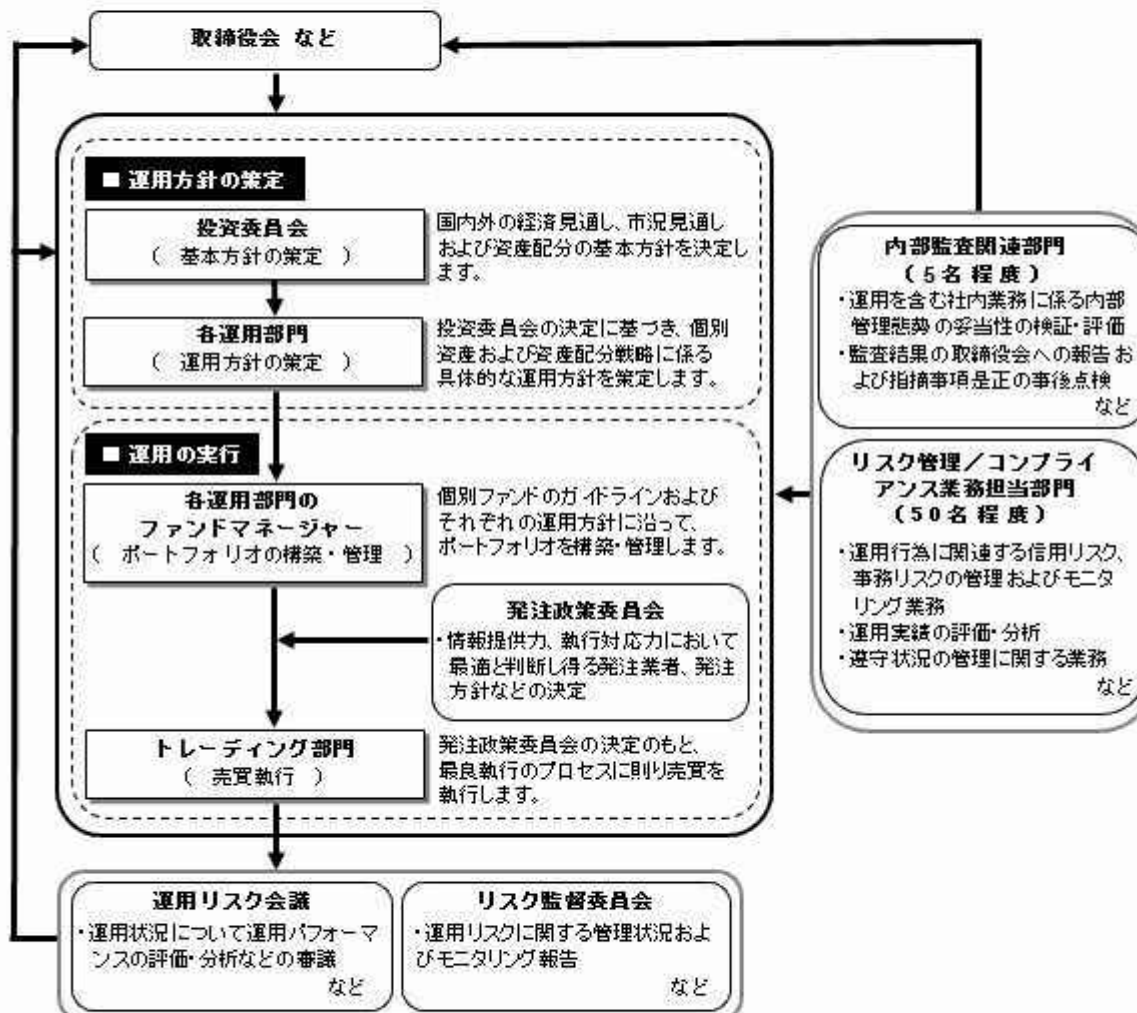 取締役会 など
■ 運用方針の策定
投資委員会
( 基本方針の策定 )
国内外の経済見通し、市況見通し
および資産配分の基本方針を決定し
ます。
各運用部門
( 運用方針の策定 )
投資委員会の決定に基づき、個別
資産および資産配分戦略に係る
具体的な運用方針を策定します。
■ 運用の実行
各運用部門の
ファンドマネージャー
( ポートフォリオの構築・管理 )
個別ファンドのガイドラインおよび
それぞれの運用方針に沿って、
ポートフォリオを構築・管理します。
発注政策委員会
・情報提供力、執行対応力において
最適と判断し得る発注業者、発注
方針などの決定
トレーディング部門
( 売買執行 )
発注政策委員会の決定のもと、
最良執行のプロセスに則り売買を
執行します。
運用リスク会議
・運用状況について運用パフォーマ
ンスの評価・分析などの審議
など
リスク監督委員会
・運用リスクに関する管理状況およ
びモニタリング報告
など
内部監査関連部門
(5名程度)
・運用を含む社内業務に係る内部
管理態勢の妥当性の検証・評価
・監査結果の取締役会への報告お
よび指摘事項是正の事後点検
など
リスク管理/コンプライ
アンス業務担当部門
(50名程度)
・運用行為に関連する信用リスク、
事務リスクの管理およびモニタ
リング業務
・運用実績の評価・分析
・遵守状況の管理に関する業務
など